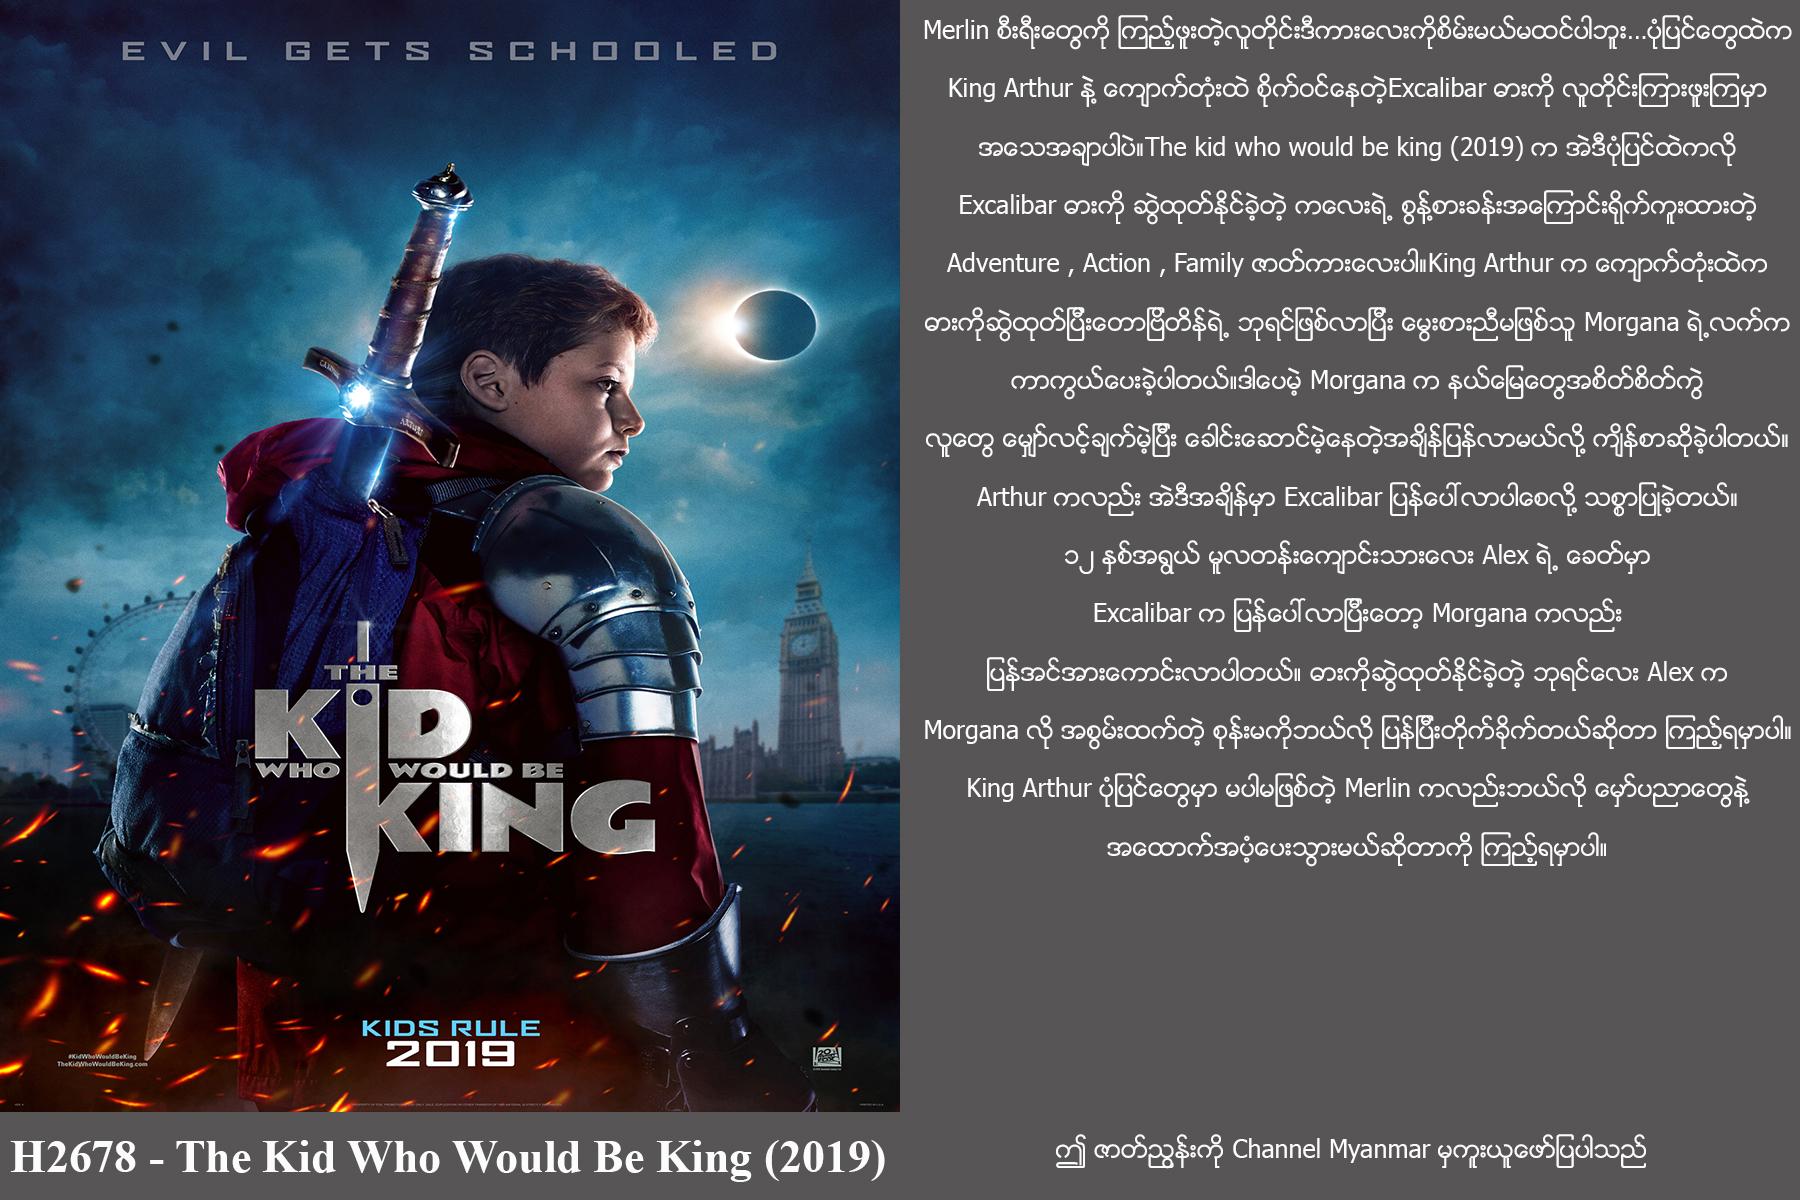 EVIL GETS SCHOOLED
THE
KID
WHO WOULD BE
KING
KIDS RULE
2019
#KidWhoWouldBeKing
TheKidWhoWouldBeKing.com
H2678 - The Kid Who Would Be King (2019)
Merlin စီးရီးတွေကို ကြည့်ဖူးတဲ့လူတိုင်းဒီကားလေးကိုစိမ်းမယ်မထင်ပါဘူး...ပုံပြင်တွေထဲက
King Arthur နဲ့ ကျောက်တုံးထဲ စိုက်ဝင်နေတဲ့Excalibar ဓားကို လူတိုင်းကြားဖူးကြမှာ
အသေအချာပါပဲ။The kid who would be king (2019) က အဲဒီပုံပြင်ထဲကလို
Excalibar ဓားကို ဆွဲထုတ်နိုင်ခဲ့တဲ့ ကလေးရဲ့ စွန့်စားခန်းအကြောင်းရိုက်ကူးထားတဲ့
Adventure , Action , Family ဇာတ်ကားလေးပါ။King Arthur က ကျောက်တုံးထဲက
ဓားကိုဆွဲထုတ်ပြီးတောဗြိတိန်ရဲ့ ဘုရင်ဖြစ်လာပြီး မွေးစားညီမဖြစ်သူ Morgana ရဲ့လက်က
ကာကွယ်ပေးခဲ့ပါတယ်။ဒါပေမဲ့ Morgana က နယ်မြေတွေအစိတ်စိတ်ကွဲ
လူတွေ မျှော်လင့်ချက်မဲ့ပြီး ခေါင်းဆောင်မဲ့နေတဲ့အချိန်ပြန်လာမယ်လို့ ကျိန်စာဆိုခဲ့ပါတယ်။
Arthur ကလည်း အဲဒီအချိန်မှာ Excalibar ပြန်ပေါ်လာပါစေလို့ သစ္စာပြုခဲ့တယ်။
၁၂ နှစ်အရွယ် မူလတန်းကျောင်းသားလေး Alex ရဲ့ ခေတ်မှာ
Excalibar က ပြန်ပေါ်လာပြီးတော့ Morgana ကလည်း
ပြန်အင်အားကောင်းလာပါတယ်။ ဓားကိုဆွဲထုတ်နိုင်ခဲ့တဲ့ ဘုရင်လေး Alex က
Morgana လို အစွမ်းထက်တဲ့ စုန်းမကိုဘယ်လို ပြန်ပြီးတိုက်ခိုက်တယ်ဆိုတာ ကြည့်ရမှာပါ။
King Arthur ပုံပြင်တွေမှာ မပါမဖြစ်တဲ့ Merlin ကလည်းဘယ်လို မှော်ပညာတွေနဲ့
အထောက်အပံ့ပေးသွားမယ်ဆိုတာကို ကြည့်ရမှာပါ။
ဤ ဇာတ်ညွှန်းကို Channel Myanmar မှကူးယူဖော်ပြပါသည်